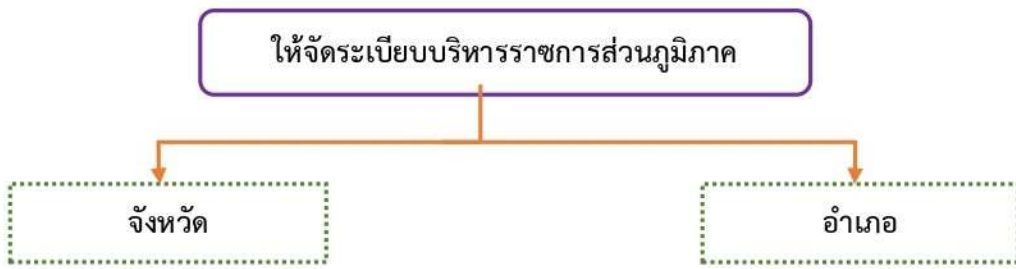 ให้จัดระเบียบบริหารราชการส่วนภูมิภาค
จังหวัด
อำเภอ